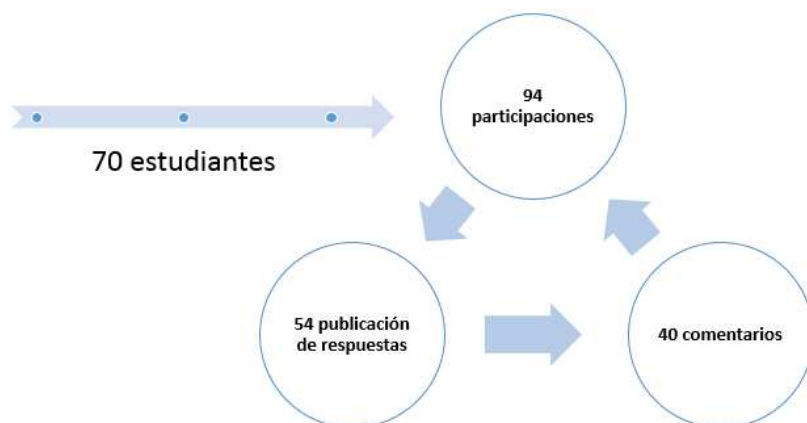 94
participaciones
70 estudiantes
54 publicación
de respuestas
40 comentarios